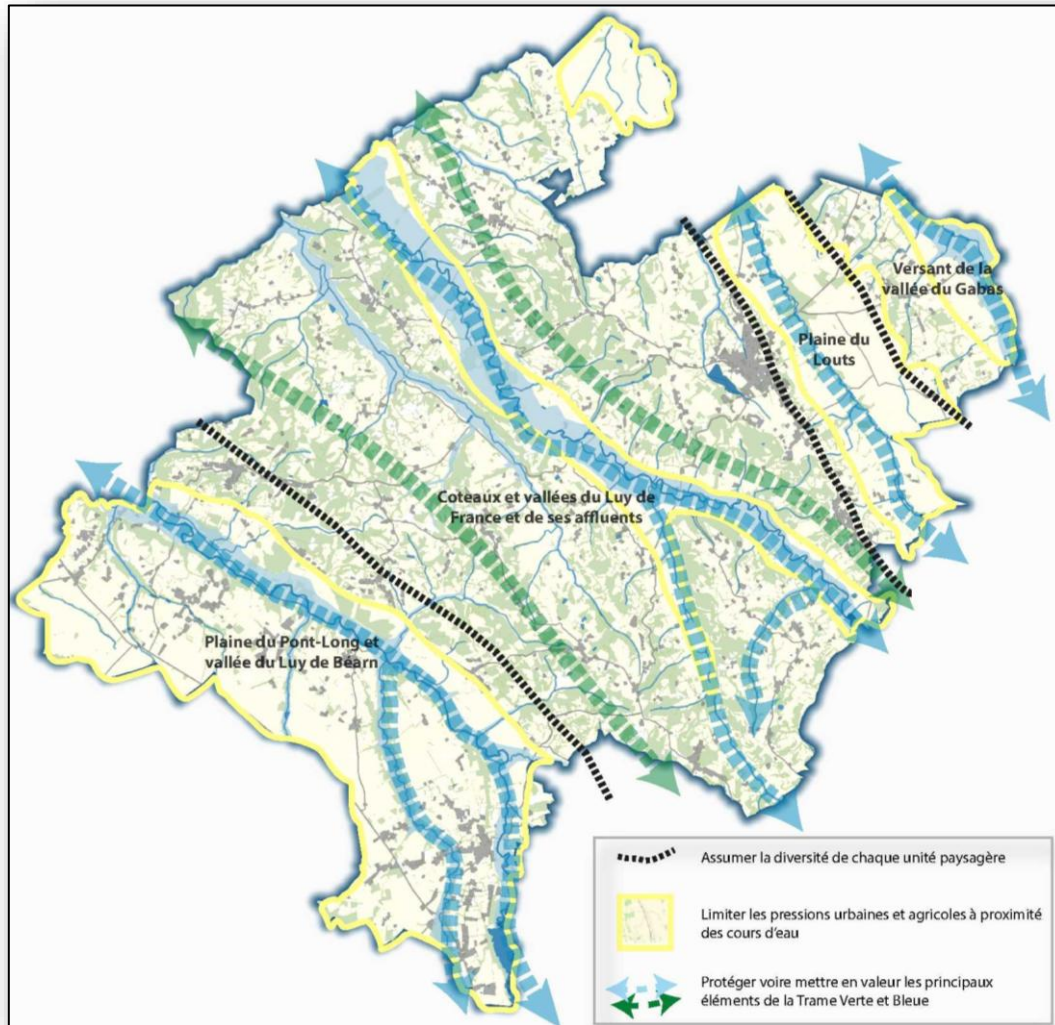 Versant de la
vallée du Gabas
Plaine du
Louts
Coteaux et vallées du Luy de
France et de ses affluents
Plaine du Pont-Long et
vallée du Luy de Béarn
Assumer la diversité de chaque unité paysagère
Limiter les pressions urbaines et agricoles à proximité
des cours d'eau
Protéger voire mettre en valeur les principaux
éléments de la Trame Verte et Bleue